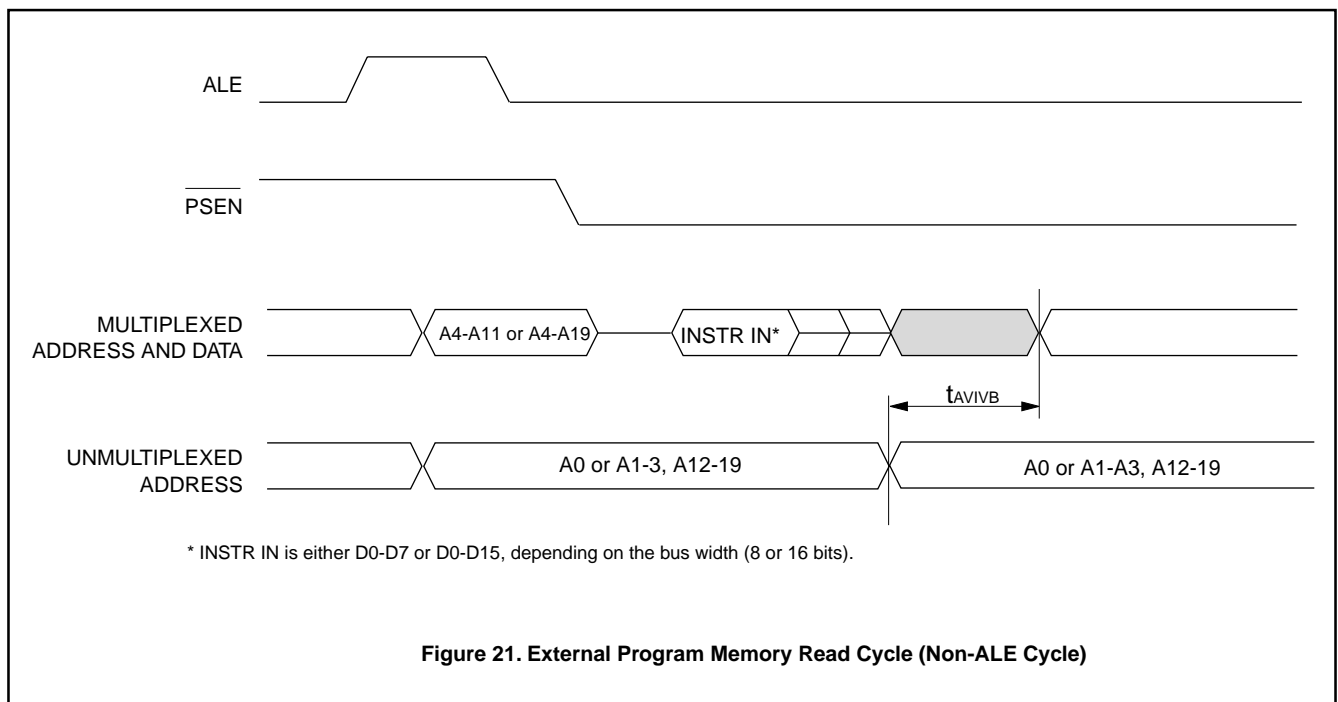 ALE
PSEN
MULTIPLEXED
ADDRESS AND DATA
A4-A11 or A4-A19
INSTR IN*
tAVIVB
UNMULTIPLEXED
ADDRESS
A0 or A1-3, A12-19
A0 or A1-A3, A12-19
* INSTR IN is either D0-D7 or D0-D15, depending on the bus width (8 or 16 bits).
Figure 21. External Program Memory Read Cycle (Non-ALE Cycle)